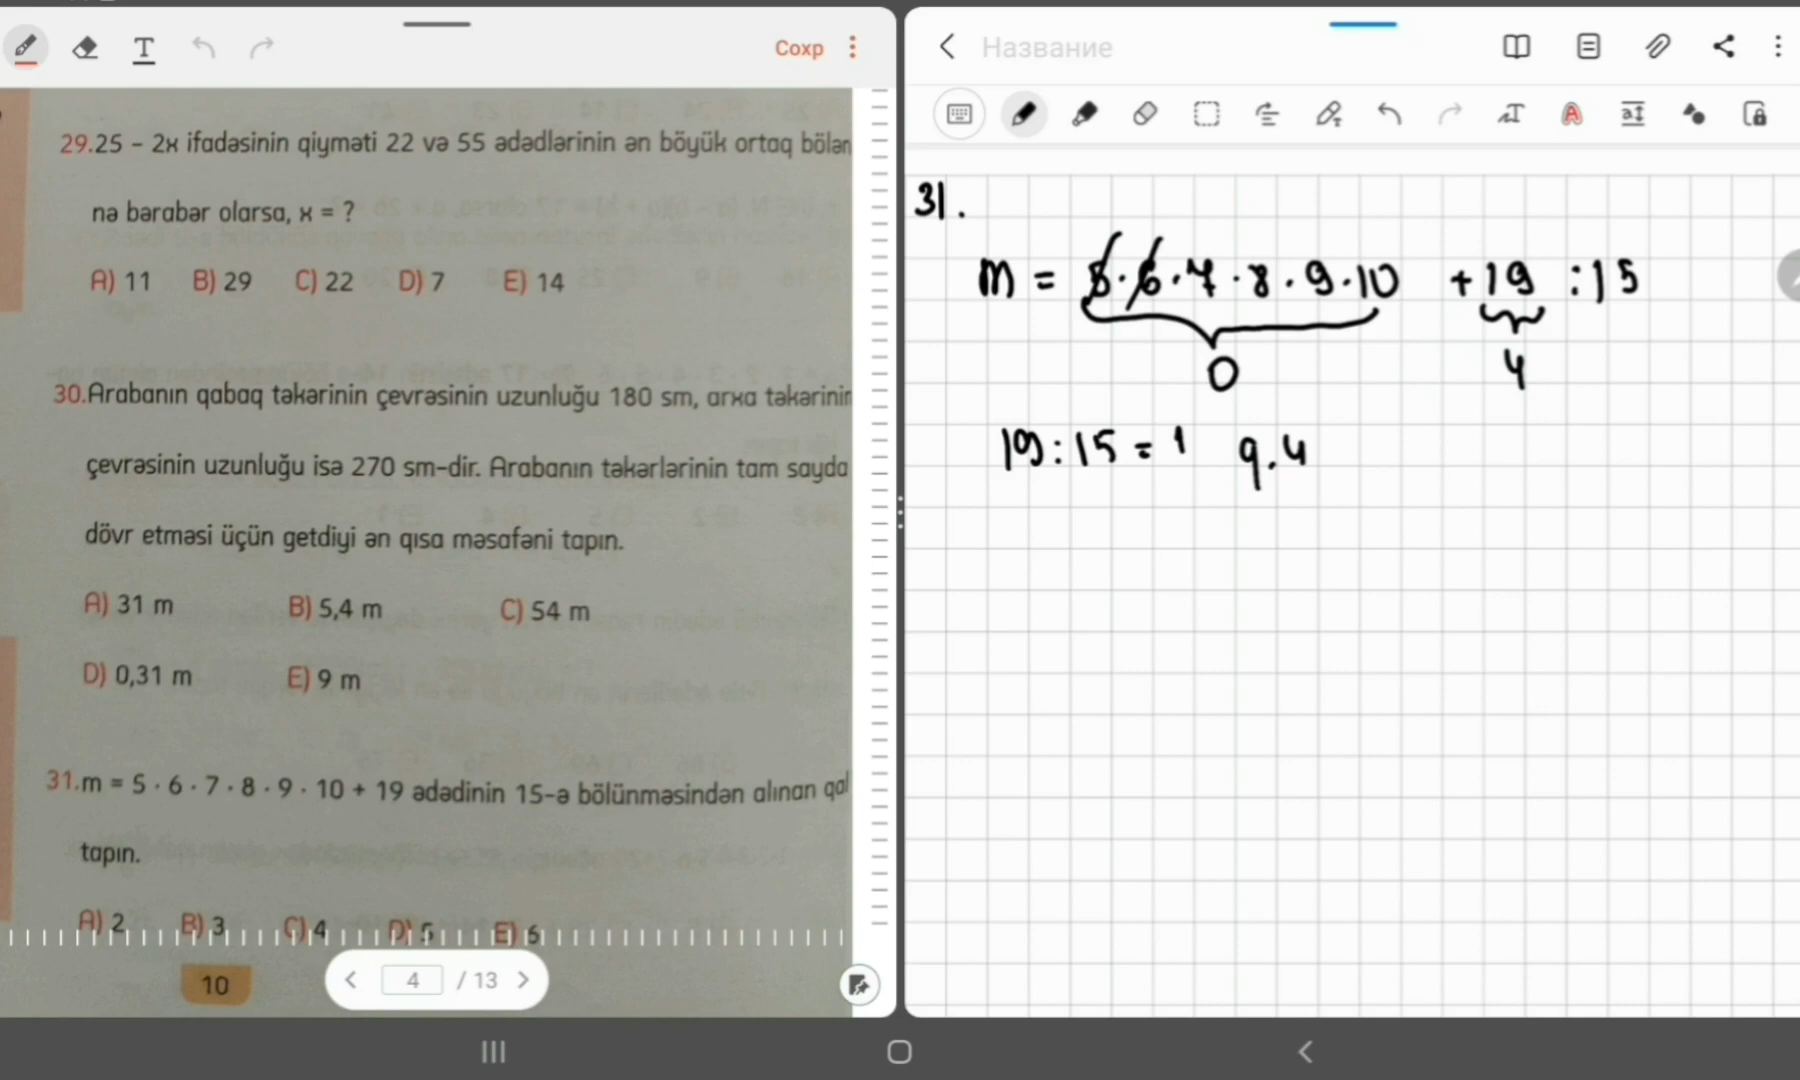 Сохр
29.25 – 2x ifadəsinin qiyməti 22 və 55 ədədlərinin ən böyük ortaq bölən
nə bərabər olarsa, x = ?
A) 11 B) 29 C) 22 D) 7 E) 14
30.Arabanın qabaq təkərinin çevrəsinin uzunluğu 180 sm, arxa təkərinin
çevrəsinin uzunluğu isə 270 sm-dir. Arabanın təkərlərinin tam sayda
dövr etməsi üçün getdiyi ən qısa məsafəni tapın.
A) 31 m B) 5,4 m C) 54 m
D) 0,31 m E) 9 m
31.m = 5 · 6 · 7 · 8 · 9 · 10 + 19 ədədinin 15-ə bölünməsindən alınan qal
tapın.
A) 2 B) 3 C) 4 D) 5 E) 6
10
4 / 13
Название
31.
m = 5 · 6 · 7 · 8 · 9 · 10 + 19 : 15
0 4
19 : 15 = 1 q. 4